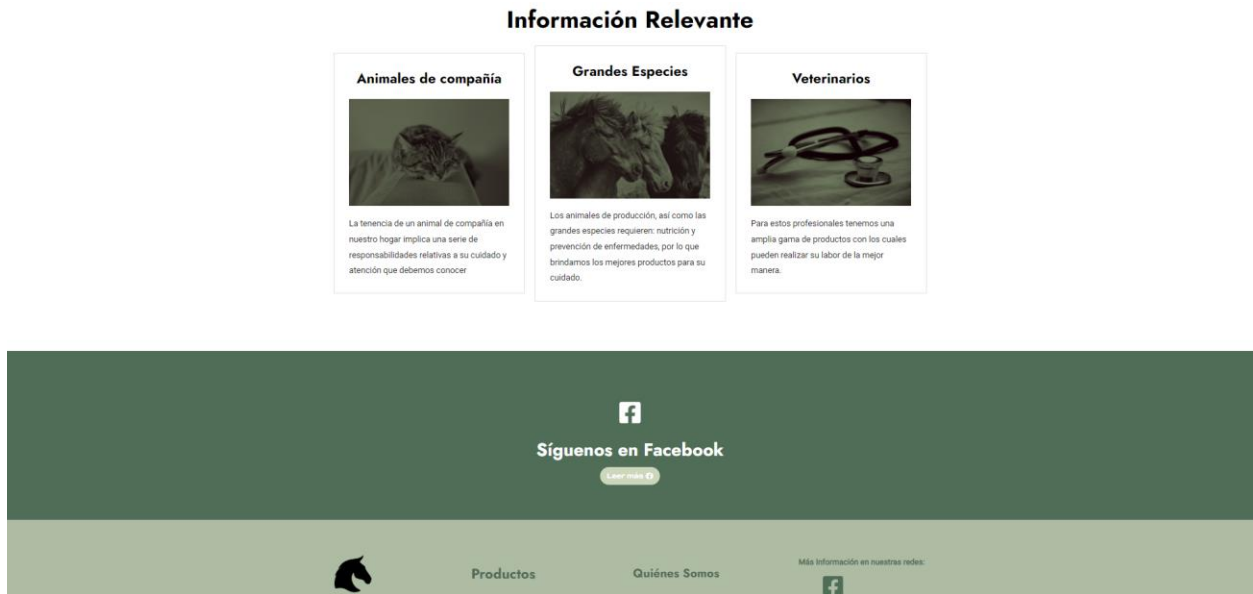 Información Relevante
Animales de compañía
La tenencia de un animal de compañía en
nuestro hogar implica una serie de
responsabilidades relativas a su cuidado y
atención que debemos conocer
Grandes Especies
Los animales de producción, así como las
grandes especies requieren: nutrición y
prevención de enfermedades, por lo que
brindamos los mejores productos para su
cuidado.
Veterinarios
Para estos profesionales tenemos una
amplia gama de productos con los cuales
pueden realizar su labor de la mejor
manera.
Síguenos en Facebook
Leer más
Productos
Quiénes Somos
Más Información en nuestras redes: